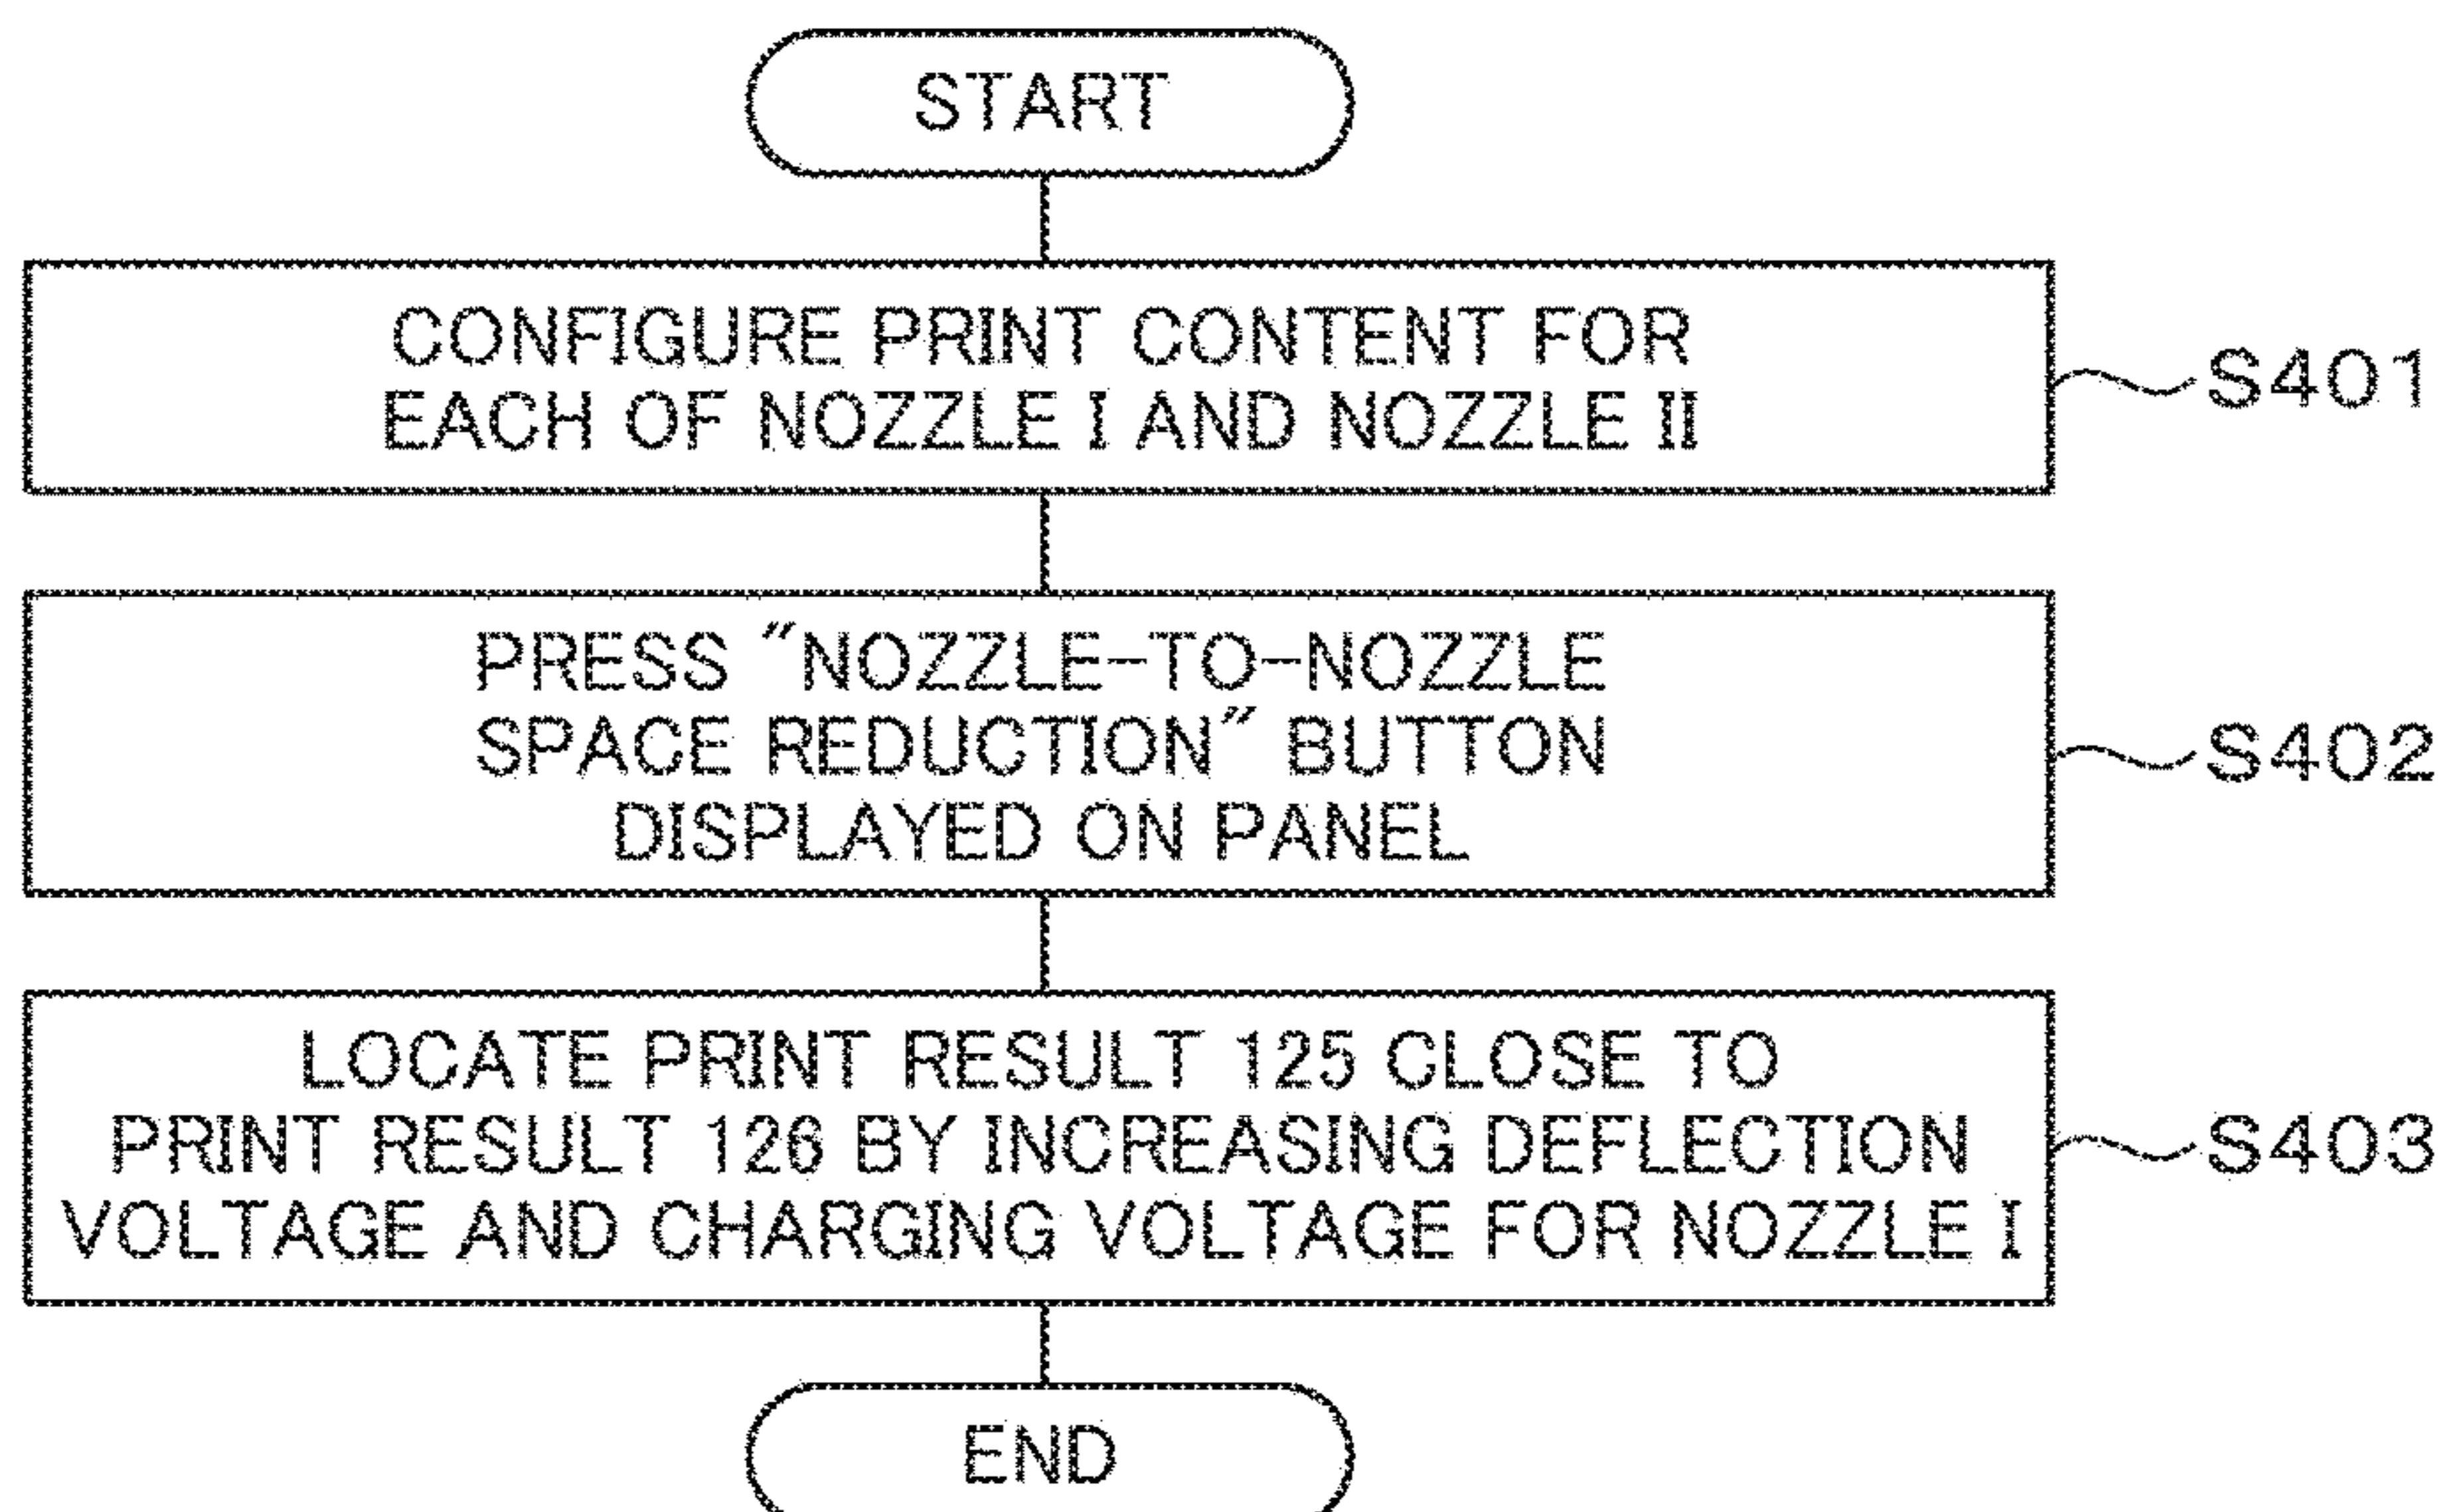 START
CONFIGURE PRINT CONTENT FOR
EACH OF NOZZLE I AND NOZZLE II
S401
PRESS "NOZZLE-TO-NOZZLE
SPACE REDUCTION" BUTTON
DISPLAYED ON PANEL
S402
LOCATE PRINT RESULT 125 CLOSE TO
PRINT RESULT 126 BY INCREASING DEFLECTION
VOLTAGE AND CHARGING VOLTAGE FOR NOZZLE I
S403
END